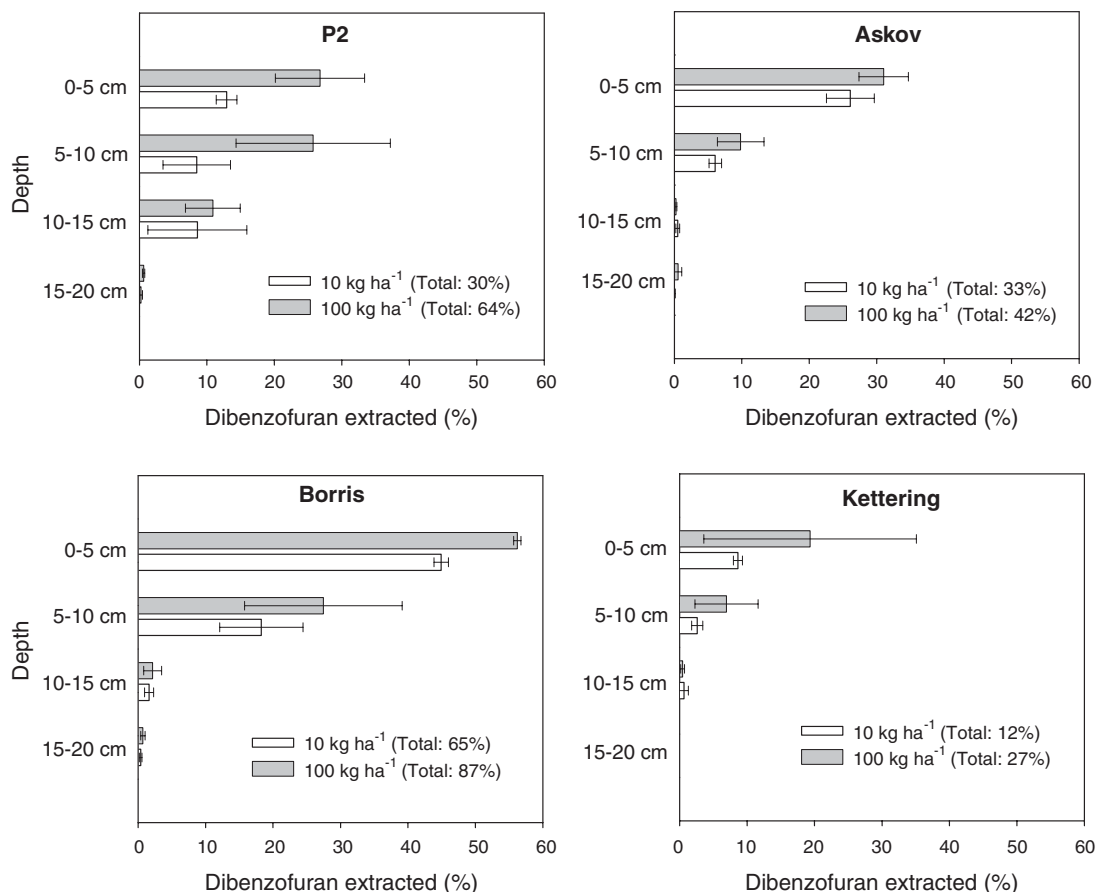 P2
Depth
0-5 cm
5-10 cm
10-15 cm
15-20 cm
10 kg ha⁻¹ (Total: 30%)
100 kg ha⁻¹ (Total: 64%)
0 10 20 30 40 50 60
Dibenzofuran extracted (%)
Askov
0-5 cm
5-10 cm
10-15 cm
15-20 cm
10 kg ha⁻¹ (Total: 33%)
100 kg ha⁻¹ (Total: 42%)
0 10 20 30 40 50 60
Dibenzofuran extracted (%)
Borris
Depth
0-5 cm
5-10 cm
10-15 cm
15-20 cm
10 kg ha⁻¹ (Total: 65%)
100 kg ha⁻¹ (Total: 87%)
0 10 20 30 40 50 60
Dibenzofuran extracted (%)
Kettering
0-5 cm
5-10 cm
10-15 cm
15-20 cm
10 kg ha⁻¹ (Total: 12%)
100 kg ha⁻¹ (Total: 27%)
0 10 20 30 40 50 60
Dibenzofuran extracted (%)